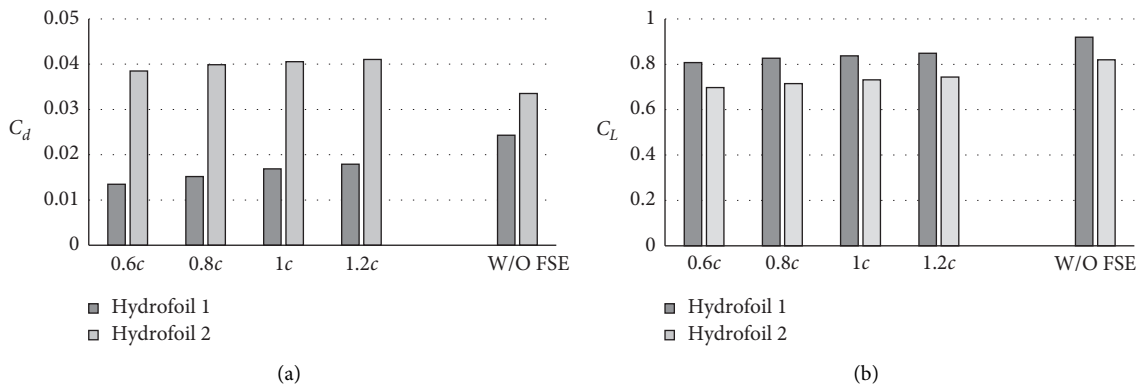 0.05
0.04
0.03
C_d
0.02
0.01
0
0.6c 0.8c 1c 1.2c W/O FSE
Hydrofoil 1
Hydrofoil 2
(a)
1
0.8
0.6
C_L
0.4
0.2
0
0.6c 0.8c 1c 1.2c W/O FSE
Hydrofoil 1
Hydrofoil 2
(b)